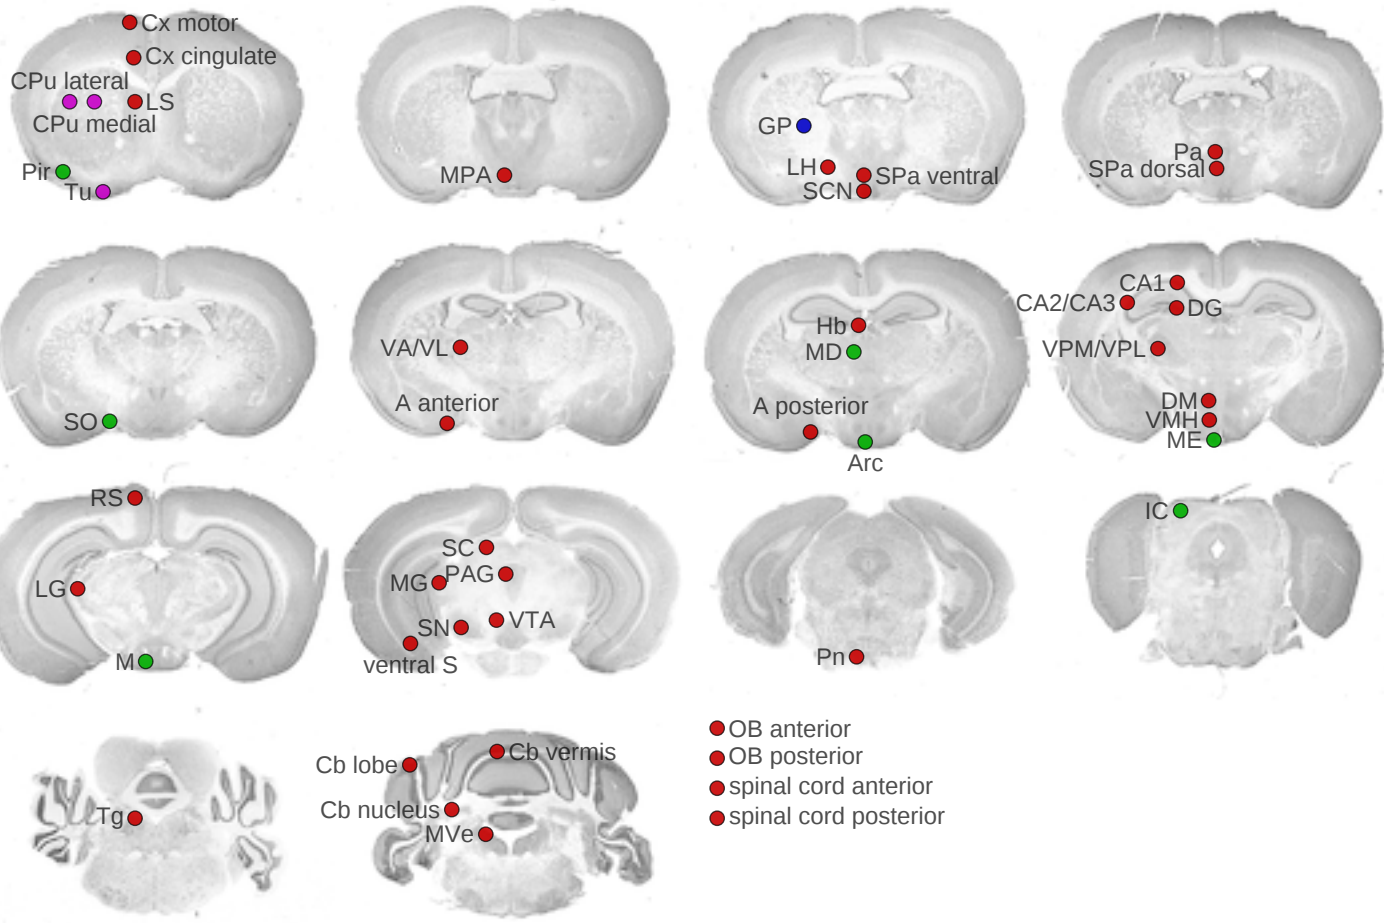 Cx motor
Cx cingulate
CPu lateral
LS
CPu medial
Pir
Tu
MPA
GP
LH
SPa ventral
SCN
Pa
SPa dorsal
SO
VA/VL
A anterior
Hb
MD
A posterior
Arc
CA1
CA2/CA3
DG
VPM/VPL
DM
VMH
ME
RS
LG
M
SC
MG
PAG
SN
VTA
ventral S
Pn
IC
Tg
Cb lobe
Cb vermis
Cb nucleus
MVe
OB anterior
OB posterior
spinal cord anterior
spinal cord posterior